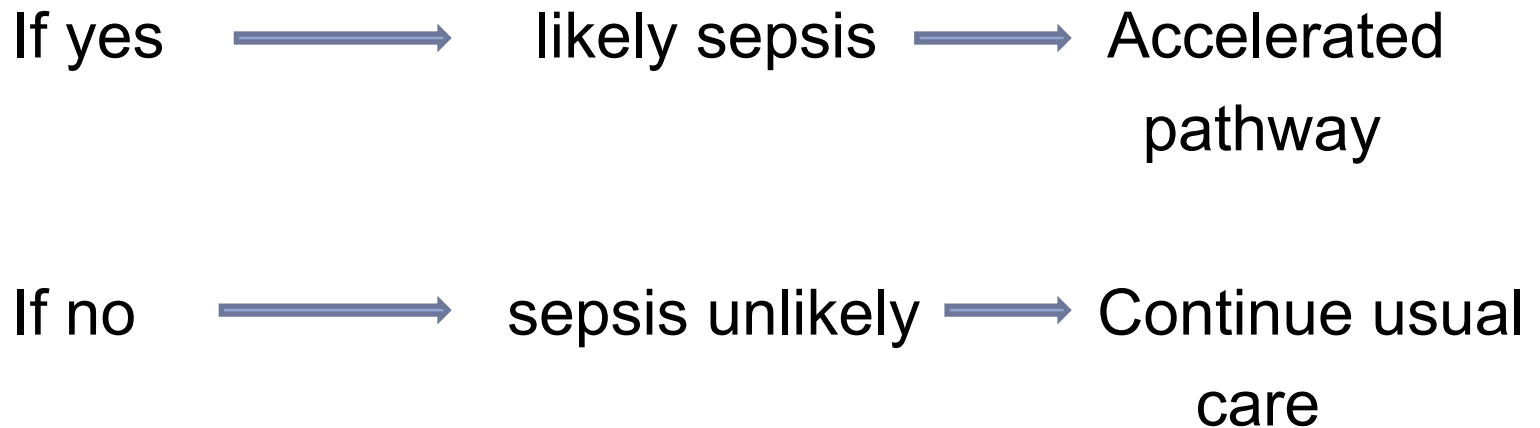 If yes likely sepsis Accelerated
pathway
If no sepsis unlikely Continue usual
care